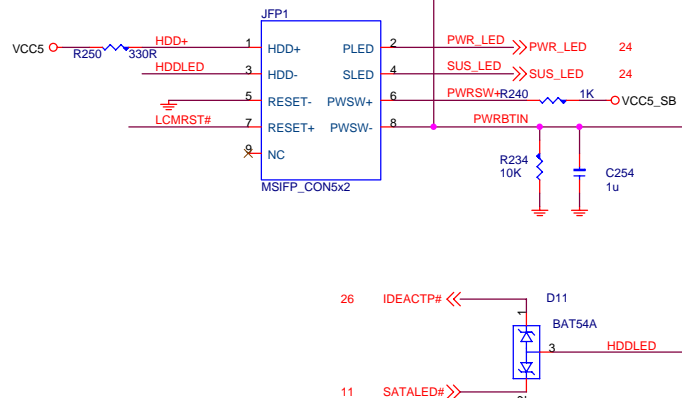 JFP1
VCC5
R250
330R
HDD+
1
HDD+
PLED
2
PWR_LED
PWR_LED
24
HDDLED
3
HDD-
SLED
4
SUS_LED
SUS_LED
24
5
RESET-
PWSW+
6
PWRSW+
R240
1K
VCC5_SB
LCMRST#
7
RESET+
PWSW-
8
PWRBTIN
9
NC
MSIFP_CON5x2
R234
10K
C254
1u
26
IDEACTP#
D11
1
BAT54A
3
HDDLED
11
SATALED#